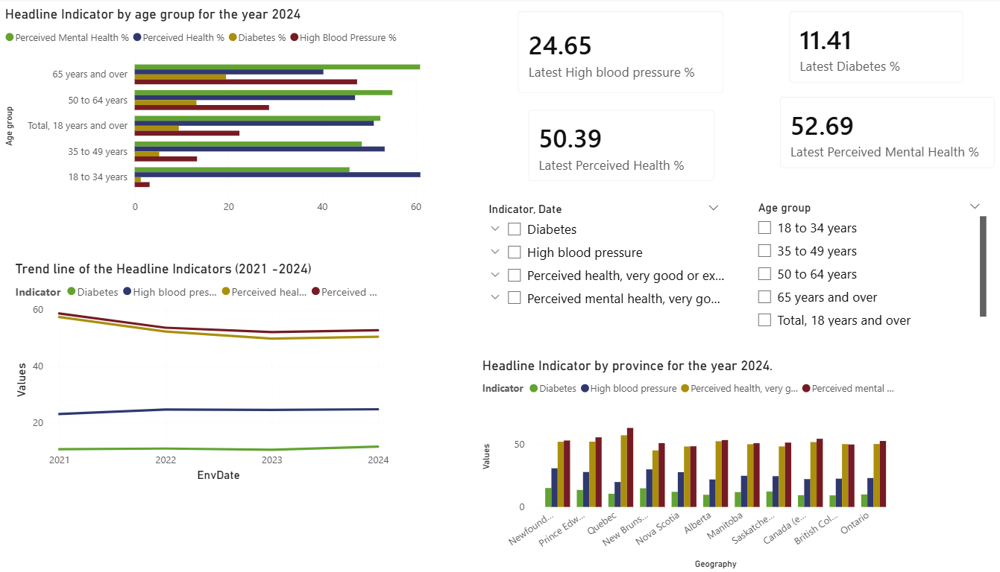 Headline Indicator by age group for the year 2024
Perceived Mental Health % Perceived Health % Diabetes % High Blood Pressure %
Age group
65 years and over
50 to 64 years
Total, 18 years and over
35 to 49 years
18 to 34 years
0 20 40 60
24.65
Latest High blood pressure %
11.41
Latest Diabetes %
50.39
Latest Perceived Health %
52.69
Latest Perceived Mental Health %
Indicator, Date
Diabetes
High blood pressure
Perceived health, very good or ex...
Perceived mental health, very go...
Age group
18 to 34 years
35 to 49 years
50 to 64 years
65 years and over
Total, 18 years and over
Trend line of the Headline Indicators (2021 -2024)
Indicator Diabetes High blood pres... Perceived heal... Perceived ...
Values
60
40
20
2021 2022 2023 2024
EnvDate
Headline Indicator by province for the year 2024.
Indicator Diabetes High blood pressure Perceived health, very g... Perceived mental ...
Values
50
0
Newfound... Prince Edw... Quebec New Bruns... Nova Scotia Alberta Manitoba Saskatche... Canada (e... British Col... Ontario
Geography